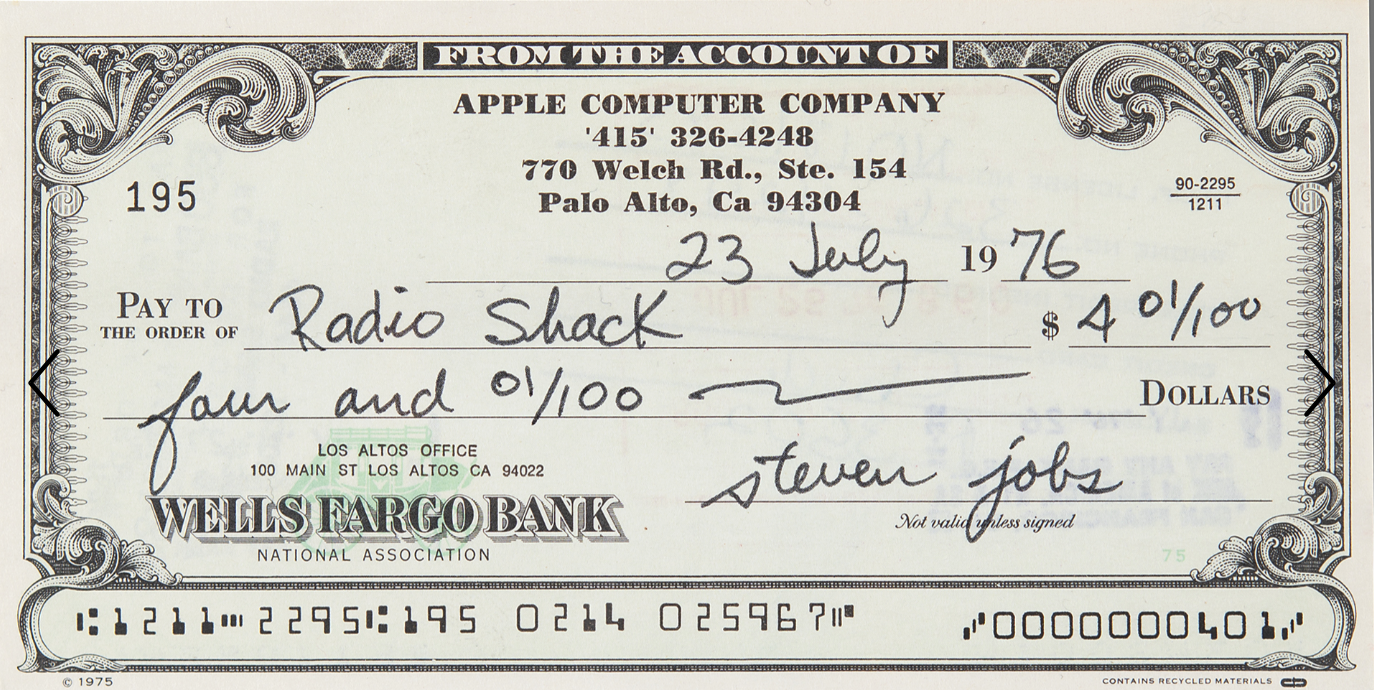 FROM THE ACCOUNT OF
APPLE COMPUTER COMPANY
'415' 326-4248
770 Welch Rd., Ste. 154
Palo Alto, Ca 94304
195
90-2295
1211
23 July 1976
PAY TO
THE ORDER OF Radio Shack $ 4 01/100
four and 01/100 DOLLARS
LOS ALTOS OFFICE
100 MAIN ST LOS ALTOS CA 94022
steven jobs
WELLS FARGO BANK
Not valid unless signed
NATIONAL ASSOCIATION
75
⑆1211⑉2295⑆195 0214 025967⑈ ⑇0000000401⑇
© 1975
CONTAINS RECYCLED MATERIALS